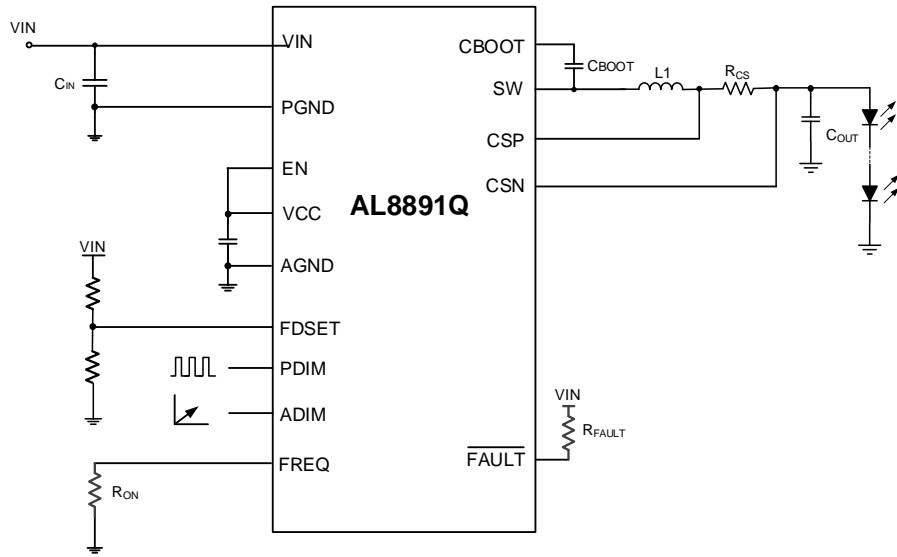 VIN
VIN
CIN
PGND
EN
VCC
AGND
VIN
FDSET
PDIM
ADIM
FREQ
RON
AL8891Q
CBOOT
CBOOT
SW
L1
RCS
CSP
COUT
CSN
VIN
RFAULT
FAULT